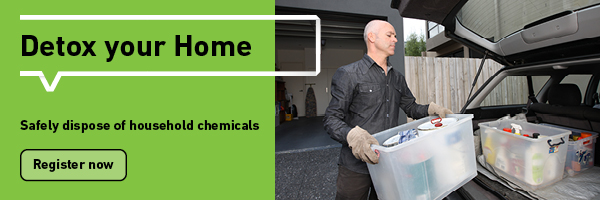 Detox your Home
Safely dispose of household chemicals
Register now